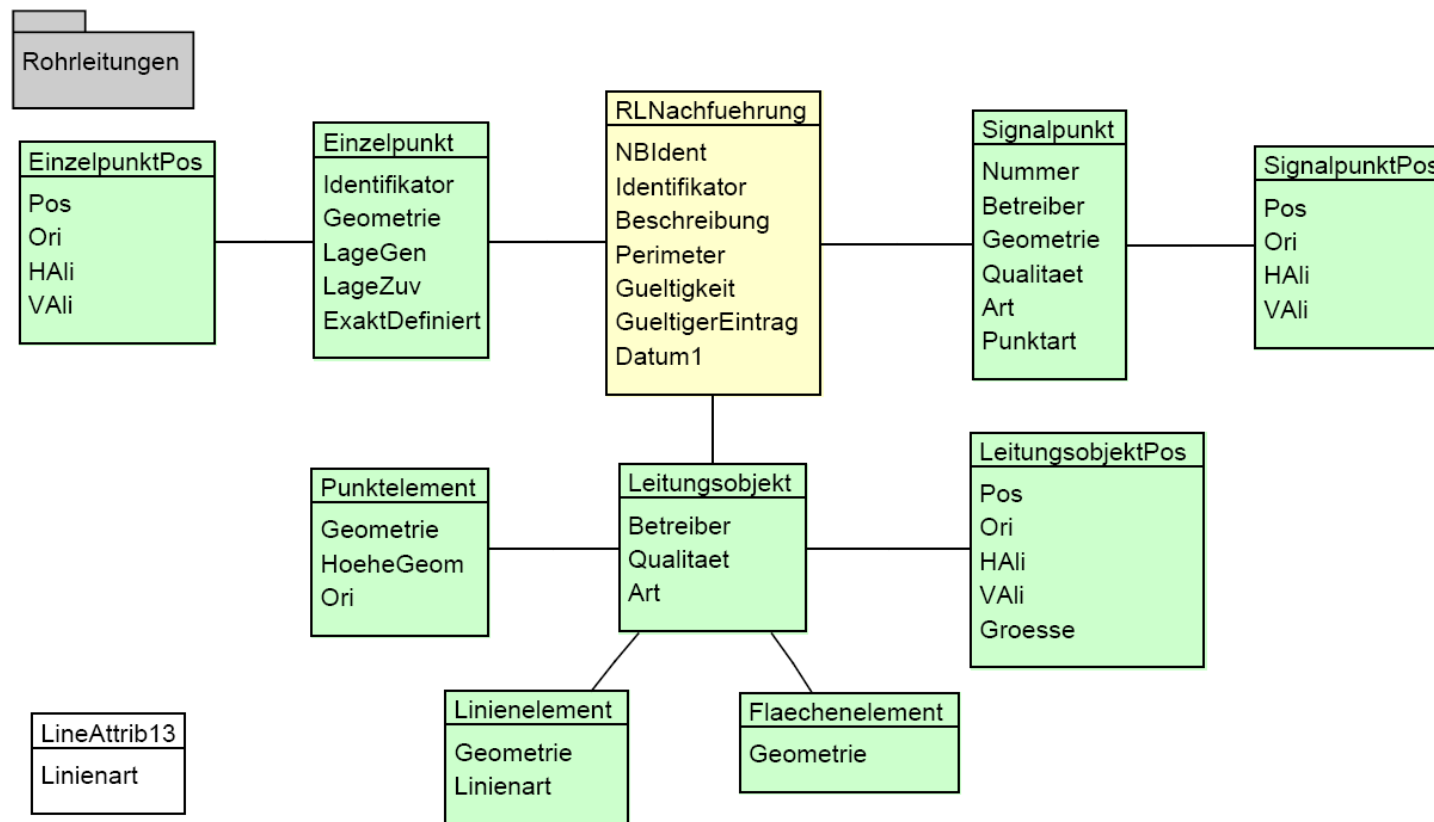 Rohrleitungen
EinzelpunktPos
Pos
Ori
HAli
VAli
Einzelpunkt
Identifikator
Geometrie
LageGen
LageZuv
ExaktDefiniert
RLNachfuehrung
NBIdent
Identifikator
Beschreibung
Perimeter
Gueltigkeit
GueltigerEintrag
Datum1
Signalpunkt
Nummer
Betreiber
Geometrie
Qualitaet
Art
Punktart
SignalpunktPos
Pos
Ori
HAli
VAli
Punktelement
Geometrie
HoeheGeom
Ori
Leitungsobjekt
Betreiber
Qualitaet
Art
LeitungsobjektPos
Pos
Ori
HAli
VAli
Groesse
LineAttrib13
Linienart
Linienelement
Geometrie
Linienart
Flaechenelement
Geometrie